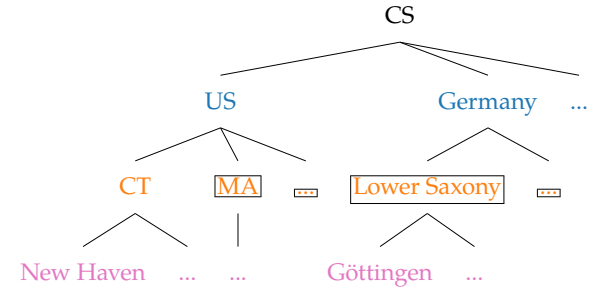 CS
US Germany ...
CT MA ... Lower Saxony ...
New Haven ... ... Göttingen ...